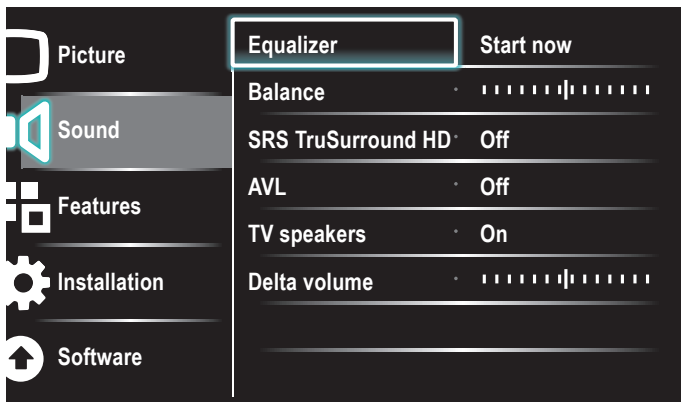 Picture
Sound
Features
Installation
Software
Equalizer Start now
Balance
SRS TruSurround HD Off
AVL Off
TV speakers On
Delta volume